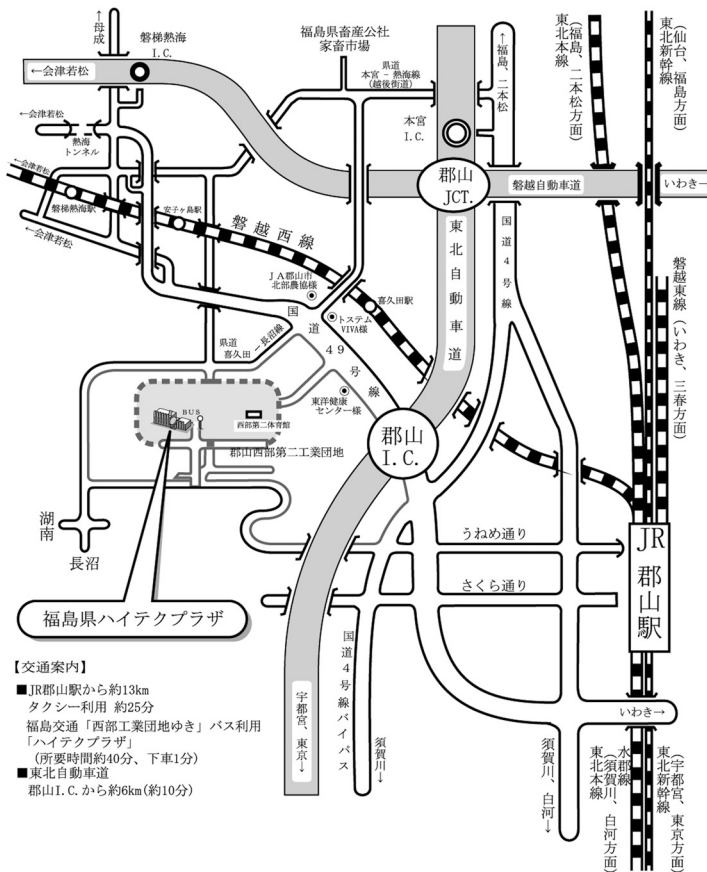 ←母成
磐梯熱海
I.C.
←会津若松
福島県畜産公社
家畜市場
県道
本宮－熱海線
(越後街道)
←福島、二本松
(福島、二本松方面)
東北本線
(仙台、福島方面)
東北新幹線
←会津若松
熱海
トンネル
本宮
I.C.
←会津若松
磐梯熱海駅
安子ヶ島駅
←会津若松
磐越西線
郡山
JCT.
磐越自動車道
いわき→
東北自動車道
国道4号線
磐越東線(いわき、三春方面)
JA郡山市
北部農協様
喜久田駅
トステム
VIVA様
国道49号線
県道
喜久田－長沼線
東洋健康
センター様
BUS
西部第二体育館
郡山西部第二工業団地
郡山
I.C.
湖南
長沼
うねめ通り
さくら通り
JR郡山駅
福島県ハイテクプラザ
国道4号線バイパス
宇都宮、東京→
須賀川→
須賀川、白河→
いわき→
水郡線
東北本線
(須賀川、白河方面)
(宇都宮、東京方面)
東北新幹線
【交通案内】
■JR郡山駅から約13km
タクシー利用 約25分
福島交通「西部工業団地ゆき」バス利用
「ハイテクプラザ」
(所要時間約40分、下車1分)
■東北自動車道
郡山I.C.から約6km(約10分)